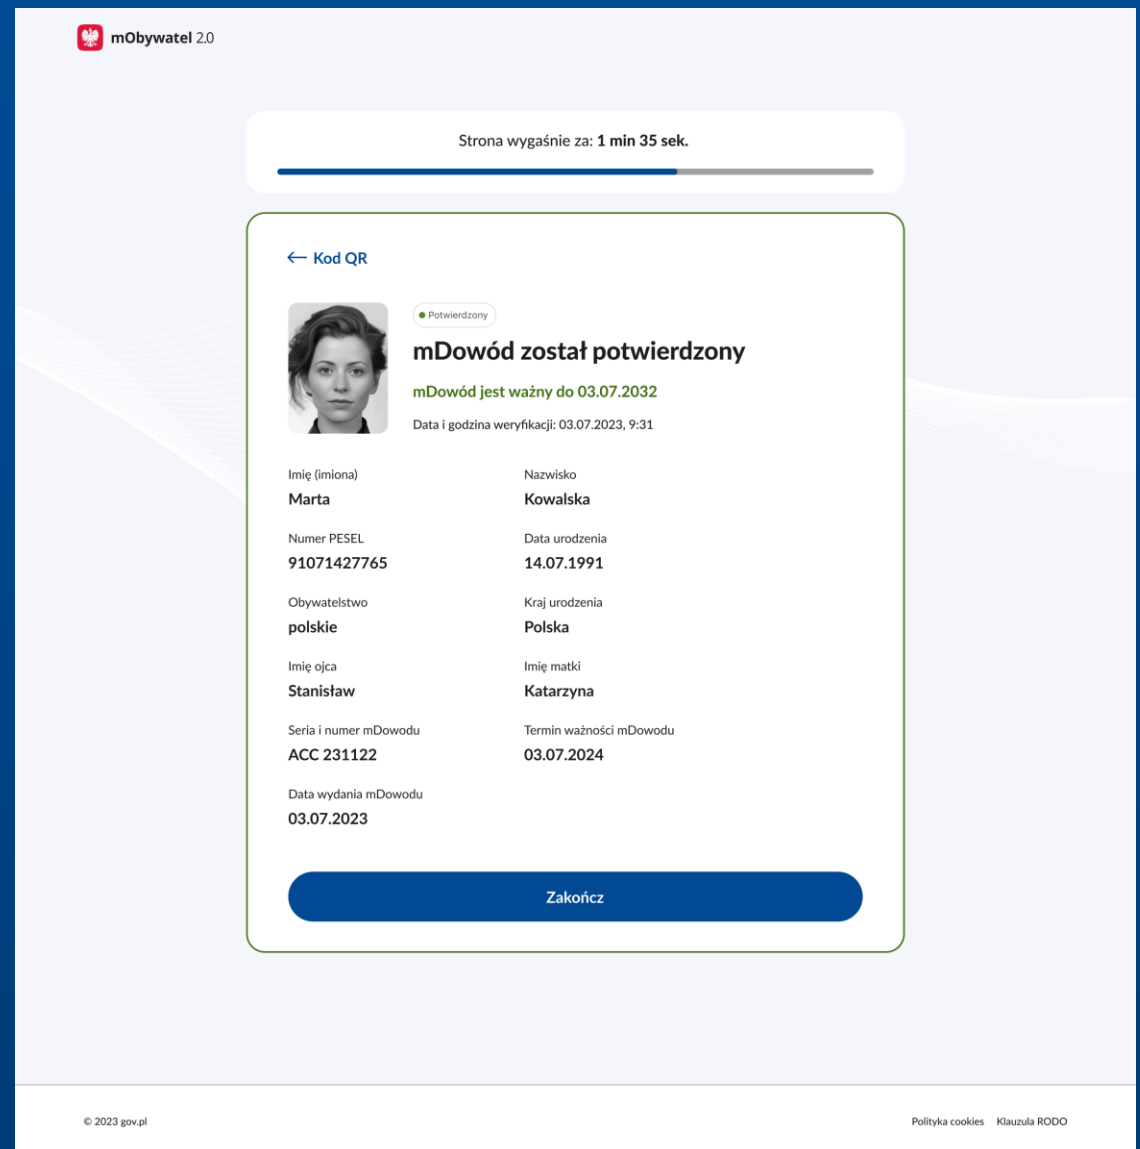 mObywatel 2.0
Strona wygaśnie za: 1 min 35 sek.
← Kod QR
Potwierdzony
mDowód został potwierdzony
mDowód jest ważny do 03.07.2032
Data i godzina weryfikacji: 03.07.2023, 9:31
Imię (imiona)
Marta
Nazwisko
Kowalska
Numer PESEL
91071427765
Data urodzenia
14.07.1991
Obywatelstwo
polskie
Kraj urodzenia
Polska
Imię ojca
Stanisław
Imię matki
Katarzyna
Seria i numer mDowodu
ACC 231122
Termin ważności mDowodu
03.07.2024
Data wydania mDowodu
03.07.2023
Zakończ
© 2023 gov.pl
Polityka cookies
Klauzula RODO